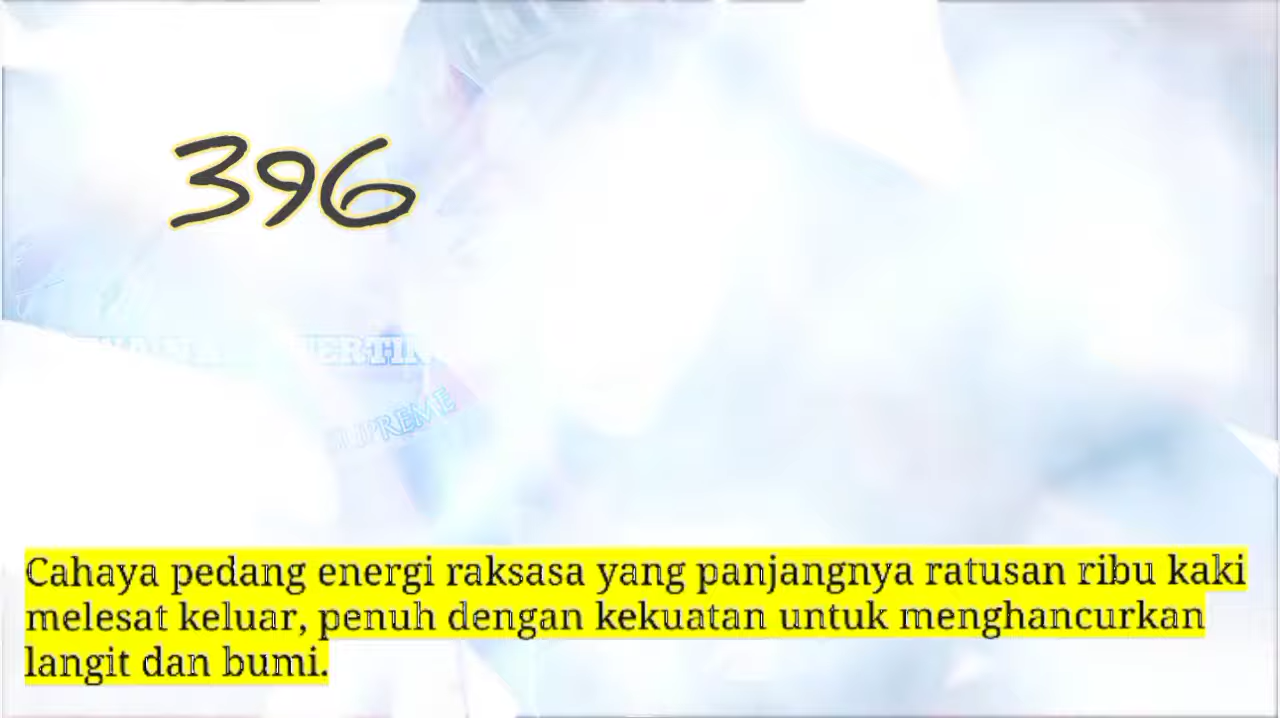 396
Cahaya pedang energi raksasa yang panjangnya ratusan ribu kaki
melesat keluar, penuh dengan kekuatan untuk menghancurkan
langit dan bumi.